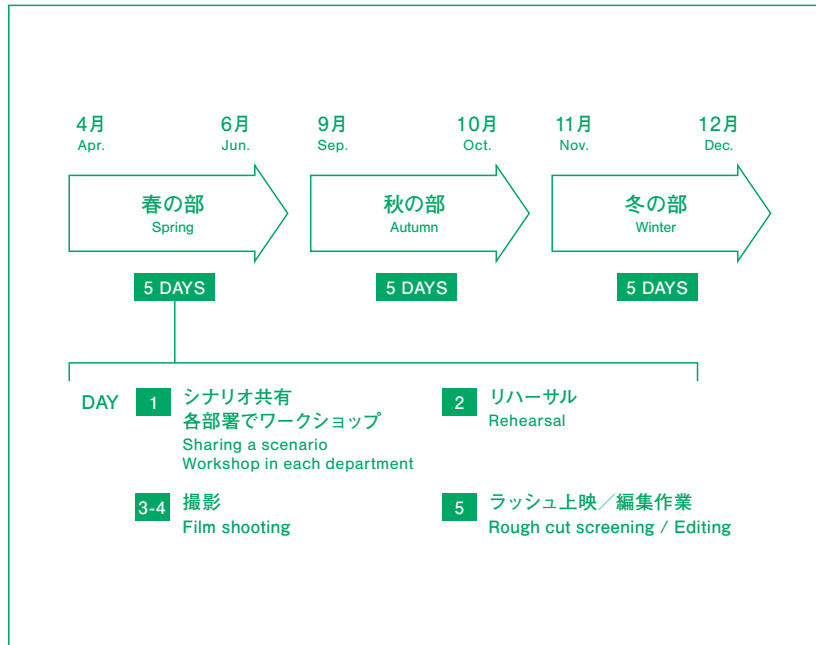 4月
Apr.
6月
Jun.
9月
Sep.
10月
Oct.
11月
Nov.
12月
Dec.
春の部
Spring
秋の部
Autumn
冬の部
Winter
5 DAYS
5 DAYS
5 DAYS
DAY
1
シナリオ共有
各部署でワークショップ
Sharing a scenario
Workshop in each department
2
リハーサル
Rehearsal
3-4
撮影
Film shooting
5
ラッシュ上映／編集作業
Rough cut screening / Editing